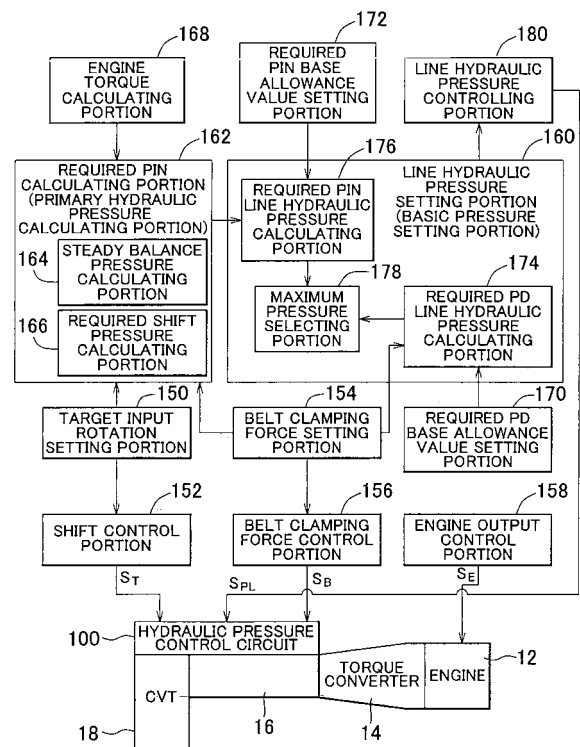 168
ENGINE
TORQUE
CALCULATING
PORTION
172
REQUIRED
PIN BASE
ALLOWANCE
VALUE SETTING
PORTION
180
LINE HYDRAULIC
PRESSURE
CONTROLLING
PORTION
162
REQUIRED PIN
CALCULATING PORTION
(PRIMARY HYDRAULIC
PRESSURE
CALCULATING PORTION)
164
STEADY BALANCE
PRESSURE
CALCULATING
PORTION
166
REQUIRED SHIFT
PRESSURE
CALCULATING
PORTION
176
REQUIRED PIN
LINE HYDRAULIC
PRESSURE
CALCULATING
PORTION
178
MAXIMUM
PRESSURE
SELECTING
PORTION
160
LINE HYDRAULIC
PRESSURE
SETTING PORTION
(BASIC PRESSURE
SETTING PORTION)
174
REQUIRED PD
LINE HYDRAULIC
PRESSURE
CALCULATING
PORTION
150
TARGET INPUT
ROTATION
SETTING PORTION
154
BELT CLAMPING
FORCE SETTING
PORTION
170
REQUIRED PD
BASE ALLOWANCE
VALUE SETTING
PORTION
152
SHIFT CONTROL
PORTION
156
BELT CLAMPING
FORCE CONTROL
PORTION
158
ENGINE OUTPUT
CONTROL
PORTION
ST
SPL
SB
SE
100
HYDRAULIC PRESSURE
CONTROL CIRCUIT
CVT
18
16
TORQUE
CONVERTER
14
ENGINE
12